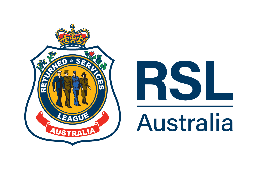 RETURNED & SERVICES
LEAGUE
AUSTRALIA
RSL
Australia